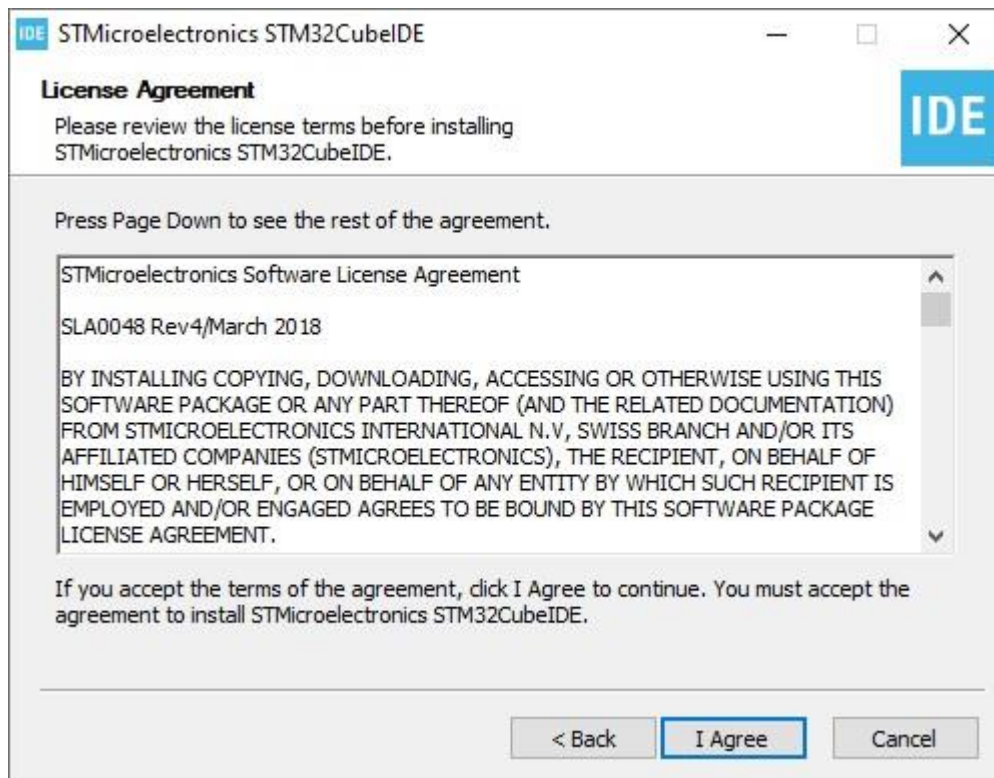 IDE STMicroelectronics STM32CubeIDE
License Agreement
Please review the license terms before installing
STMicroelectronics STM32CubeIDE.
IDE
Press Page Down to see the rest of the agreement.
STMicroelectronics Software License Agreement
SLA0048 Rev4/March 2018
BY INSTALLING COPYING, DOWNLOADING, ACCESSING OR OTHERWISE USING THIS
SOFTWARE PACKAGE OR ANY PART THEREOF (AND THE RELATED DOCUMENTATION)
FROM STMICROELECTRONICS INTERNATIONAL N.V, SWISS BRANCH AND/OR ITS
AFFILIATED COMPANIES (STMICROELECTRONICS), THE RECIPIENT, ON BEHALF OF
HIMSELF OR HERSELF, OR ON BEHALF OF ANY ENTITY BY WHICH SUCH RECIPIENT IS
EMPLOYED AND/OR ENGAGED AGREES TO BE BOUND BY THIS SOFTWARE PACKAGE
LICENSE AGREEMENT.
If you accept the terms of the agreement, click I Agree to continue. You must accept the
agreement to install STMicroelectronics STM32CubeIDE.
< Back I Agree Cancel